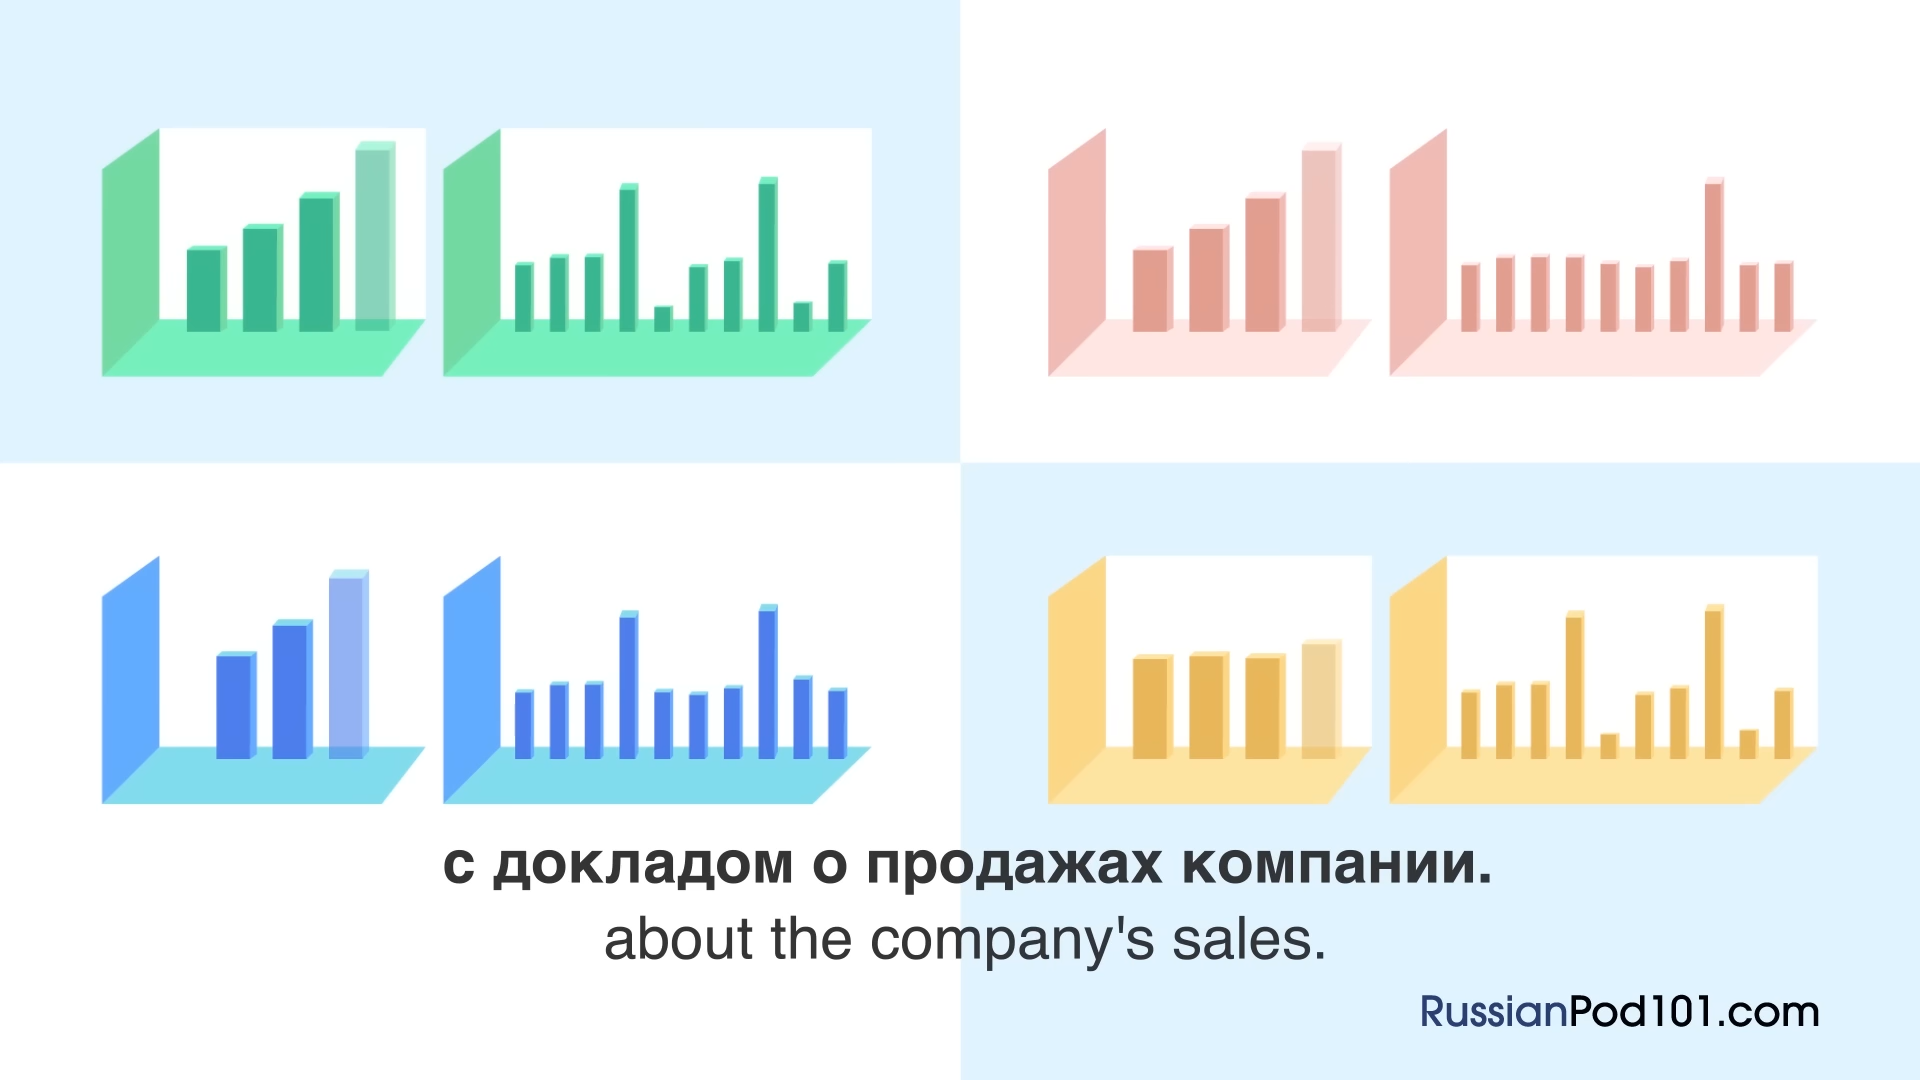 с докладом о продажах компании.
about the company's sales.
RussianPod101.com